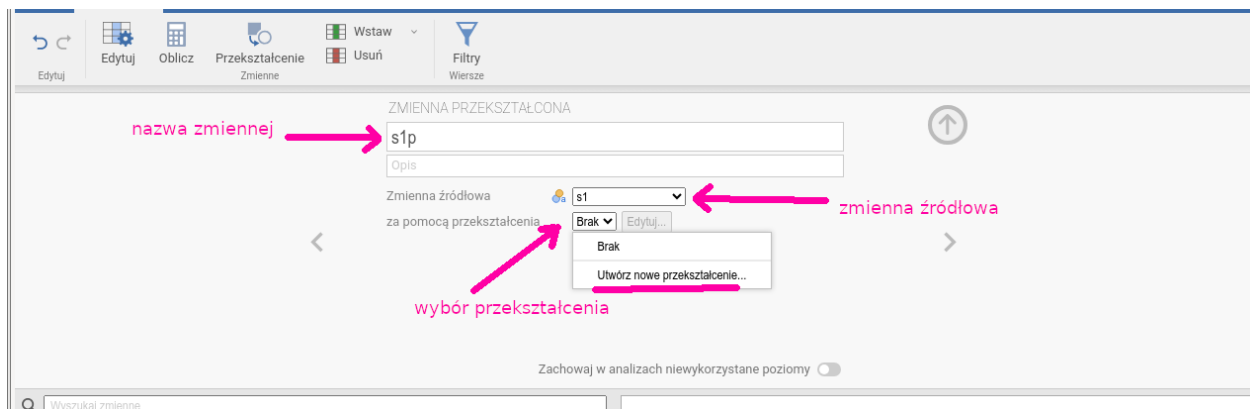 Wstaw
Edytuj Oblicz Przekształcenie Usuń Filtry
Edytuj Zmienne Wiersze
ZMIENNA PRZEKSZTAŁCONA
nazwa zmiennej
s1p
Opis
Zmienna źródłowa a s1
zmienna źródłowa
za pomocą przekształcenia Brak Edytuj...
Brak
Utwórz nowe przekształcenie...
wybór przekształcenia
Zachowaj w analizach niewykorzystane poziomy
Wyszukaj zmienne